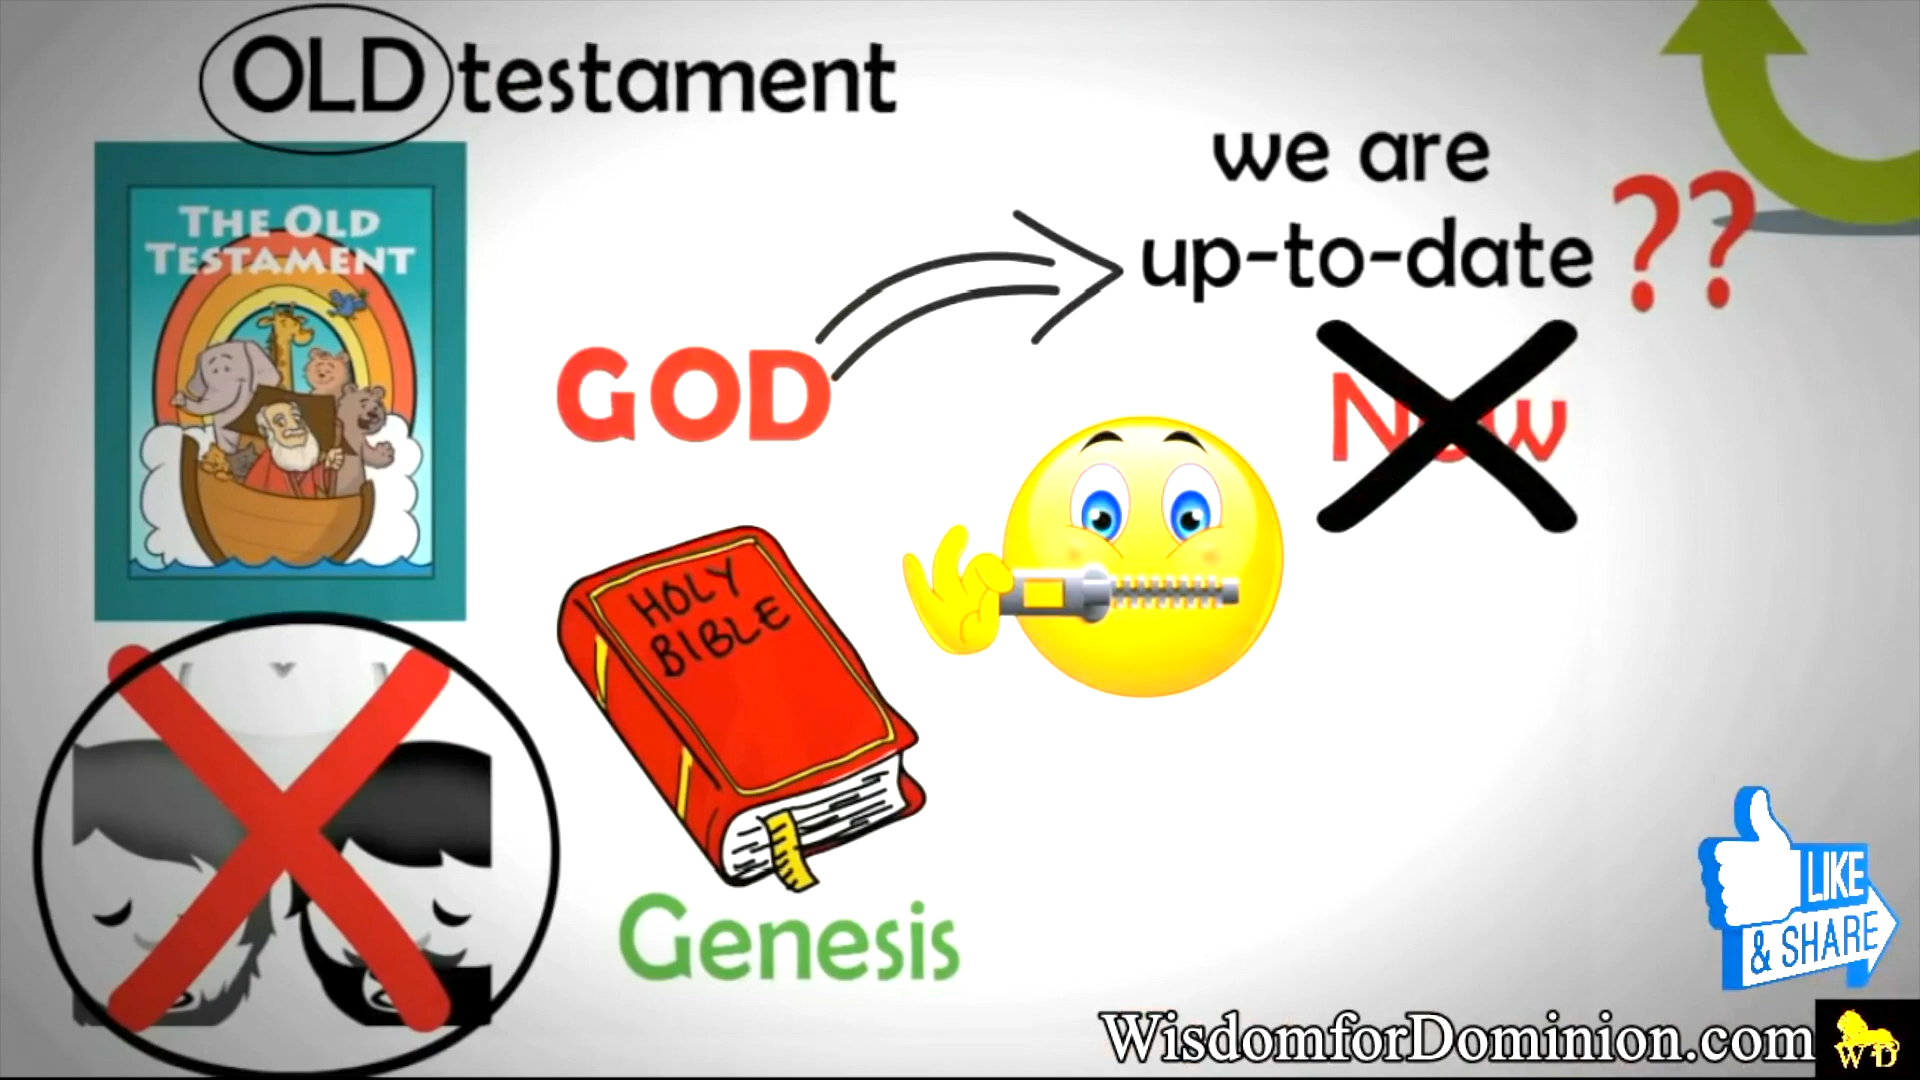 OLD testament
THE OLD
TESTAMENT
we are
up-to-date ??
GOD
HOLY
BIBLE
Genesis
LIKE
& SHARE
WisdomforDominion.com
WD